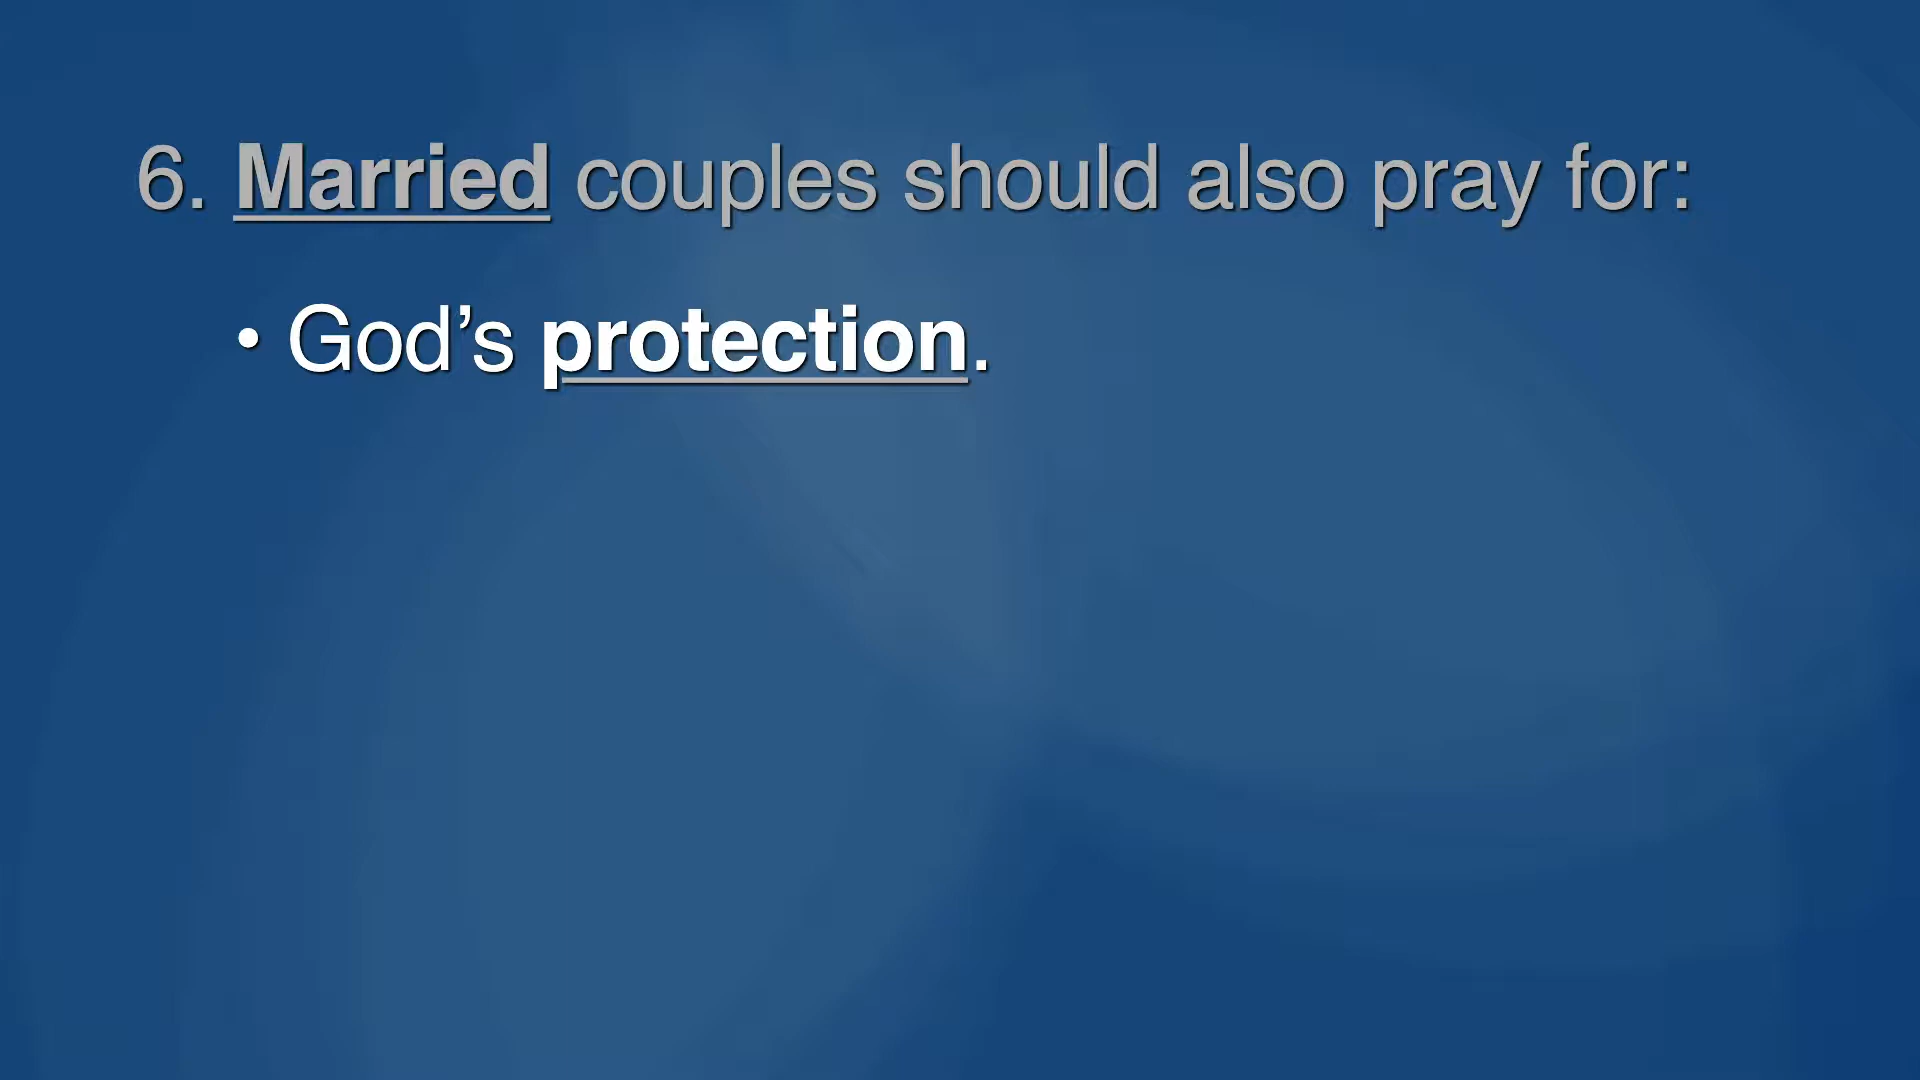 6. Married couples should also pray for:
• God’s protection.